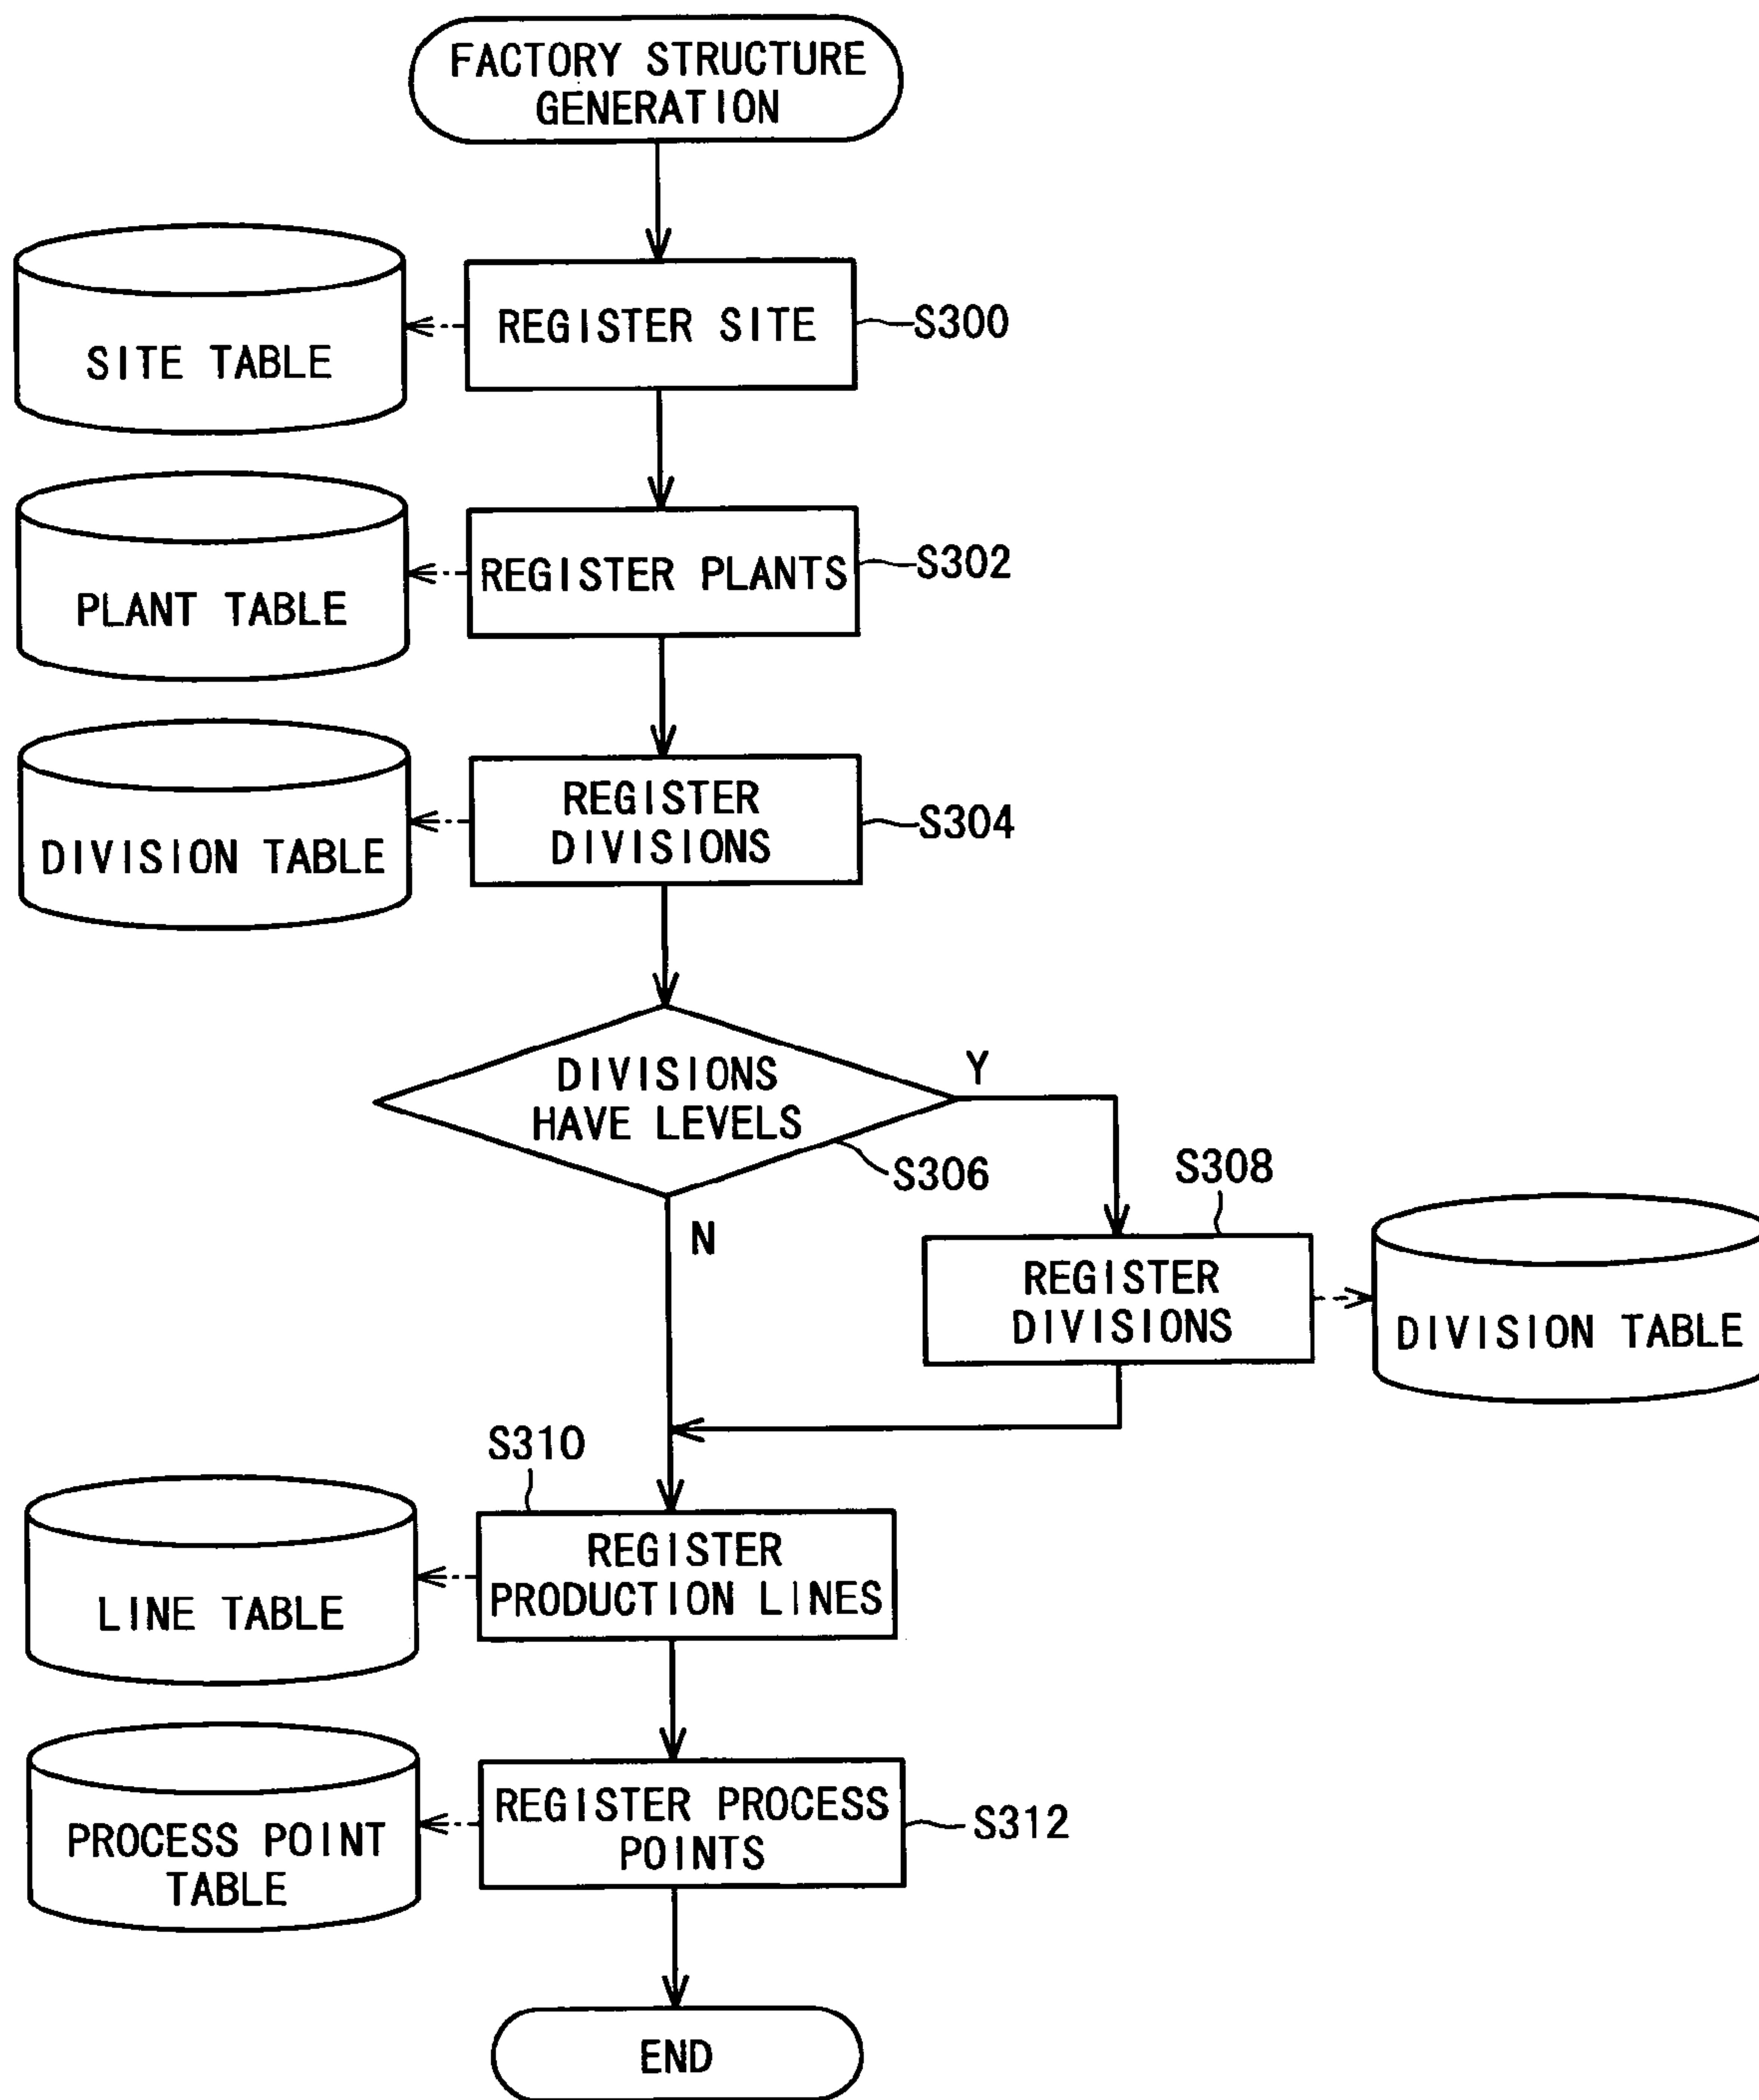 FACTORY STRUCTURE
GENERATION
REGISTER SITE
S300
SITE TABLE
REGISTER PLANTS
S302
PLANT TABLE
REGISTER
DIVISIONS
S304
DIVISION TABLE
DIVISIONS
HAVE LEVELS
Y
S306
N
S308
REGISTER
DIVISIONS
DIVISION TABLE
S310
REGISTER
PRODUCTION LINES
LINE TABLE
REGISTER PROCESS
POINTS
S312
PROCESS POINT
TABLE
END